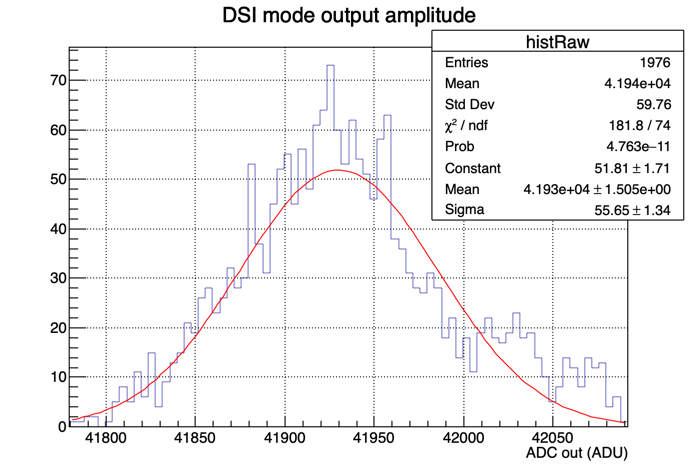 DSI mode output amplitude
histRaw
Entries 1976
Mean 4.194e+04
Std Dev 59.76
χ² / ndf 181.8 / 74
Prob 4.763e−11
Constant 51.81 ± 1.71
Mean 4.193e+04 ± 1.505e+00
Sigma 55.65 ± 1.34
70
60
50
40
30
20
10
0
41800 41850 41900 41950 42000 42050
ADC out (ADU)